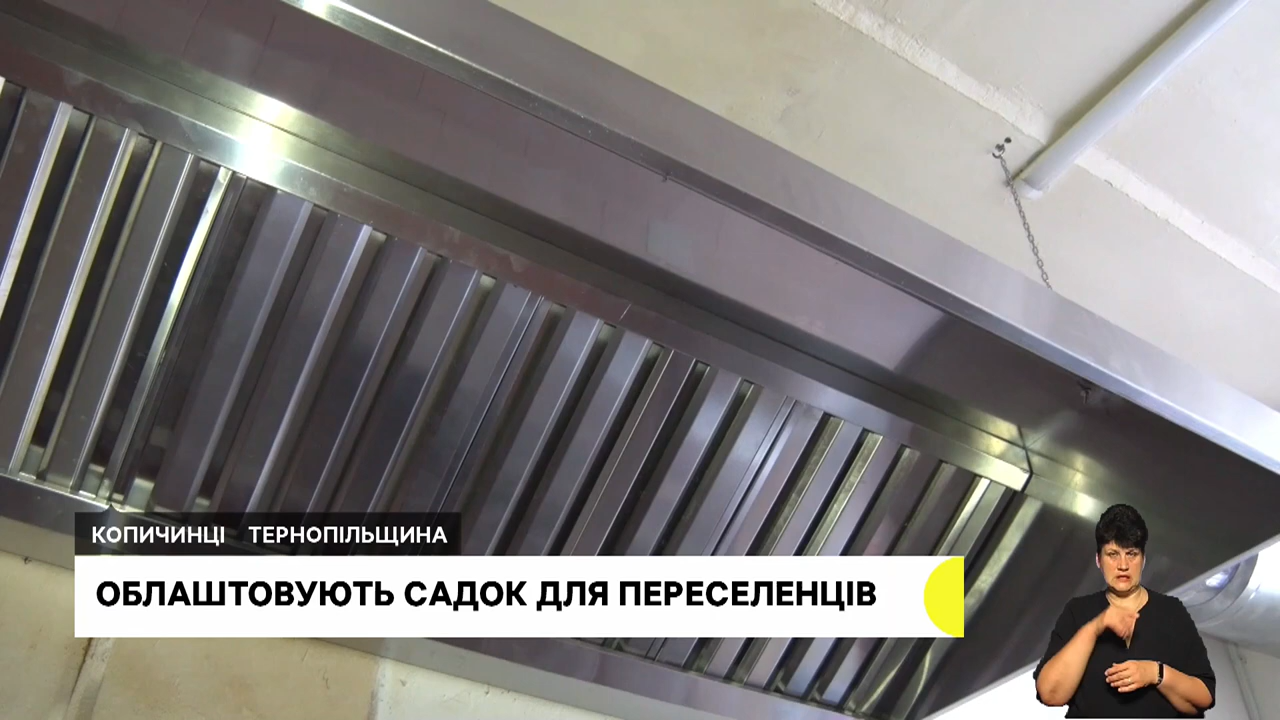 КОПИЧИНЦІ ТЕРНОПІЛЬЩИНА
ОБЛАШТОВУЮТЬ САДОК ДЛЯ ПЕРЕСЕЛЕНЦІВ